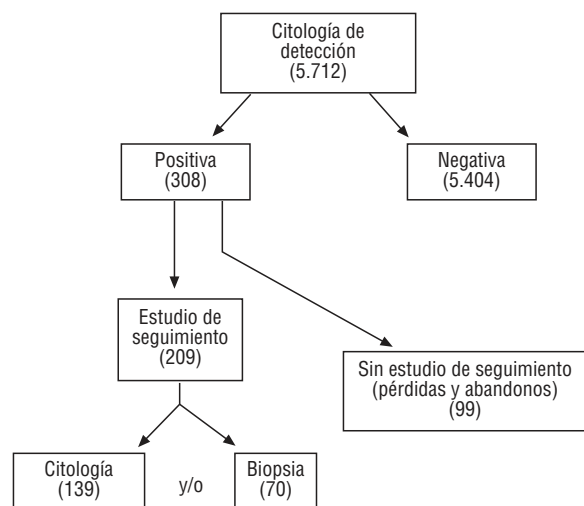 Citología de
detección
(5.712)
Positiva
(308)
Negativa
(5.404)
Estudio de
seguimiento
(209)
Sin estudio de seguimiento
(pérdidas y abandonos)
(99)
Citología
(139)
y/o
Biopsia
(70)